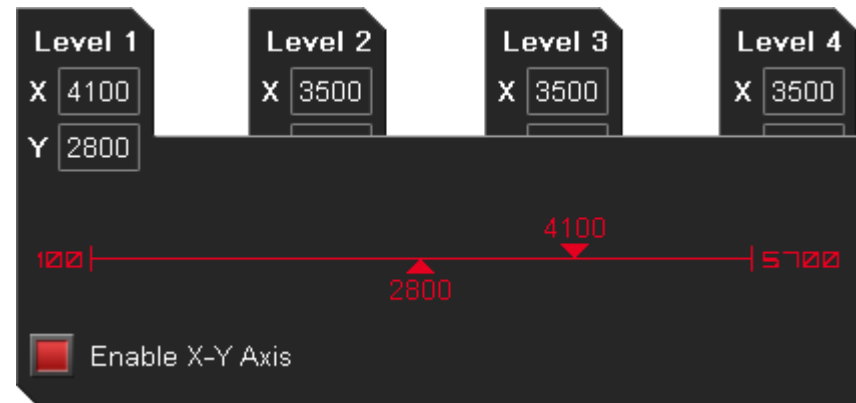 Level 1 Level 2 Level 3 Level 4
X 4100 X 3500 X 3500 X 3500
Y 2800
4100
100 5700
2800
Enable X-Y Axis